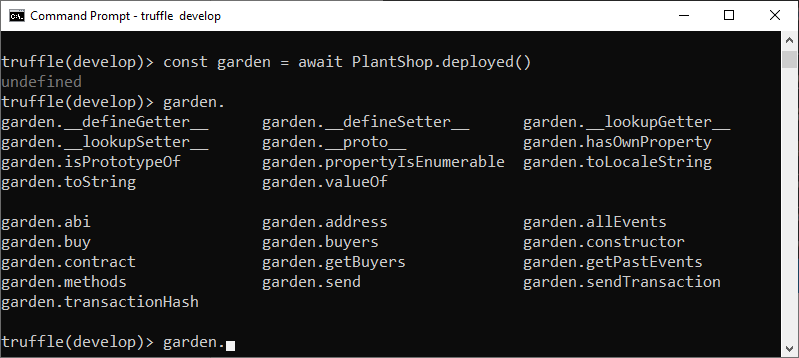 Command Prompt - truffle develop
truffle(develop)> const garden = await PlantShop.deployed()
undefined
truffle(develop)> garden.
garden.__defineGetter__ garden.__defineSetter__ garden.__lookupGetter__
garden.__lookupSetter__ garden.__proto__ garden.hasOwnProperty
garden.isPrototypeOf garden.propertyIsEnumerable garden.toLocaleString
garden.toString garden.valueOf
garden.abi garden.address garden.allEvents
garden.buy garden.buyers garden.constructor
garden.contract garden.getBuyers garden.getPastEvents
garden.methods garden.send garden.sendTransaction
garden.transactionHash
truffle(develop)> garden.